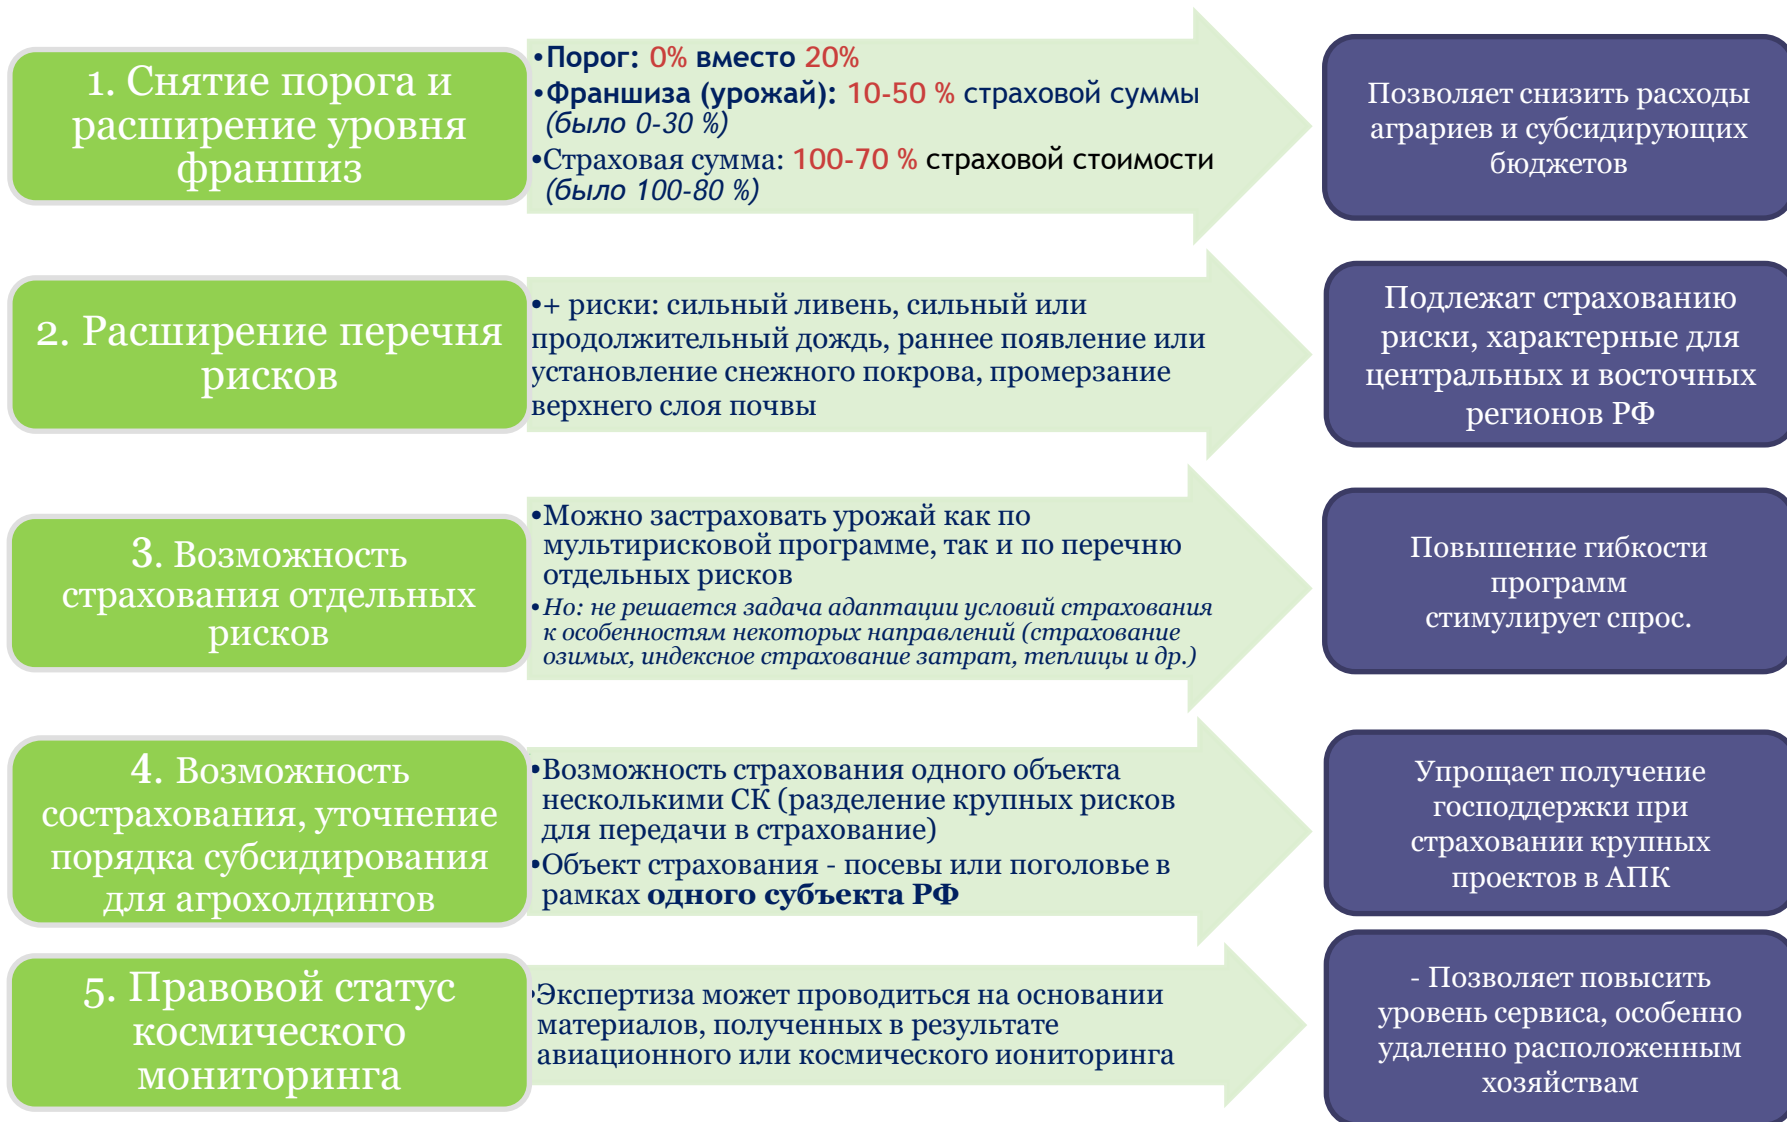 1. Снятие порога и
расширение уровня
франшиз
•Порог: 0% вместо 20%
•Франшиза (урожай): 10-50 % страховой суммы
(было 0-30 %)
•Страховая сумма: 100-70 % страховой стоимости
(было 100-80 %)
Позволяет снизить расходы
аграриев и субсидирующих
бюджетов
2. Расширение перечня
рисков
•+ риски: сильный ливень, сильный или
продолжительный дождь, раннее появление или
установление снежного покрова, промерзание
верхнего слоя почвы
Подлежат страхованию
риски, характерные для
центральных и восточных
регионов РФ
3. Возможность
страхования отдельных
рисков
•Можно застраховать урожай как по
мультирисковой программе, так и по перечню
отдельных рисков
•Но: не решается задача адаптации условий страхования
к особенностям некоторых направлений (страхование
озимых, индексное страхование затрат, теплицы и др.)
Повышение гибкости
программ
стимулирует спрос.
4. Возможность
сострахования, уточнение
порядка субсидирования
для агрохолдингов
•Возможность страхования одного объекта
несколькими СК (разделение крупных рисков
для передачи в страхование)
•Объект страхования - посевы или поголовье в
рамках одного субъекта РФ
Упрощает получение
господдержки при
страховании крупных
проектов в АПК
5. Правовой статус
космического
мониторинга
•Экспертиза может проводиться на основании
материалов, полученных в результате
авиационного или космического иониторинга
- Позволяет повысить
уровень сервиса, особенно
удаленно расположенным
хозяйствам